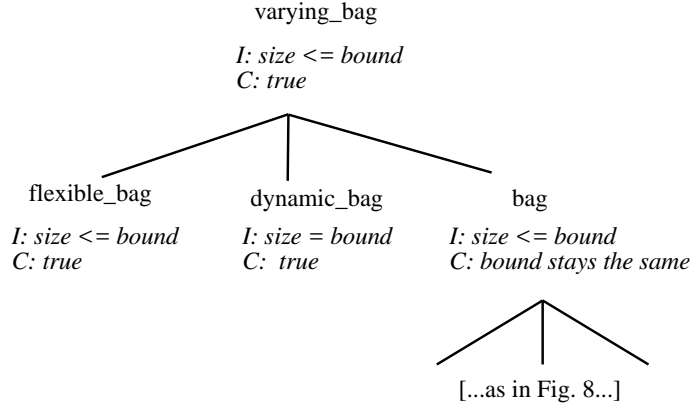 varying_bag
I: size <= bound
C: true
flexible_bag
I: size <= bound
C: true
dynamic_bag
I: size = bound
C: true
bag
I: size <= bound
C: bound stays the same
[...as in Fig. 8...]